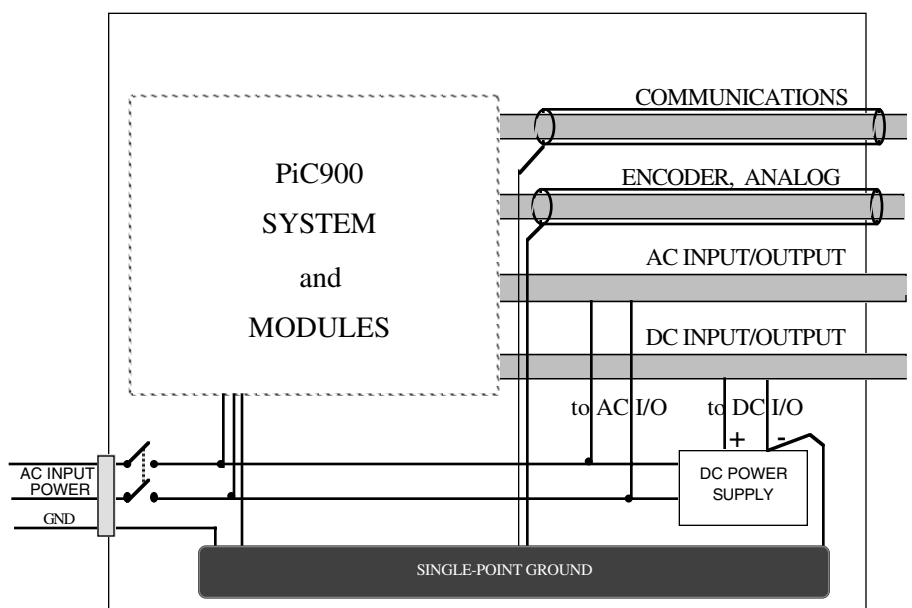 COMMUNICATIONS
PiC900
SYSTEM
and
MODULES
ENCODER, ANALOG
AC INPUT/OUTPUT
DC INPUT/OUTPUT
to AC I/O
to DC I/O
+ -
AC INPUT
POWER
GND
DC POWER
SUPPLY
SINGLE-POINT GROUND